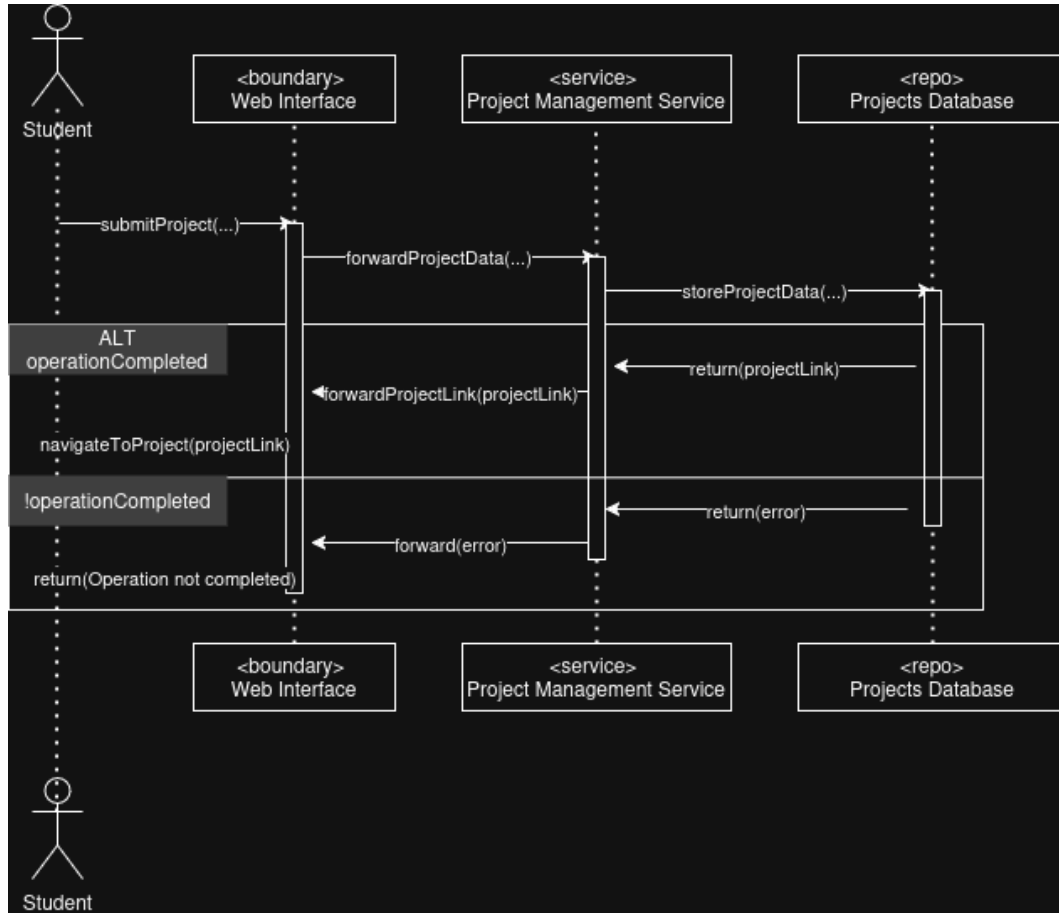 Student
<boundary>
Web Interface
<service>
Project Management Service
<repo>
Projects Database
submitProject(...)
forwardProjectData(...)
storeProjectData(...)
ALT
operationCompleted
return(projectLink)
forwardProjectLink(projectLink)
navigateToProject(projectLink)
!operationCompleted
return(error)
forward(error)
return(Operation not completed)
<boundary>
Web Interface
<service>
Project Management Service
<repo>
Projects Database
Student